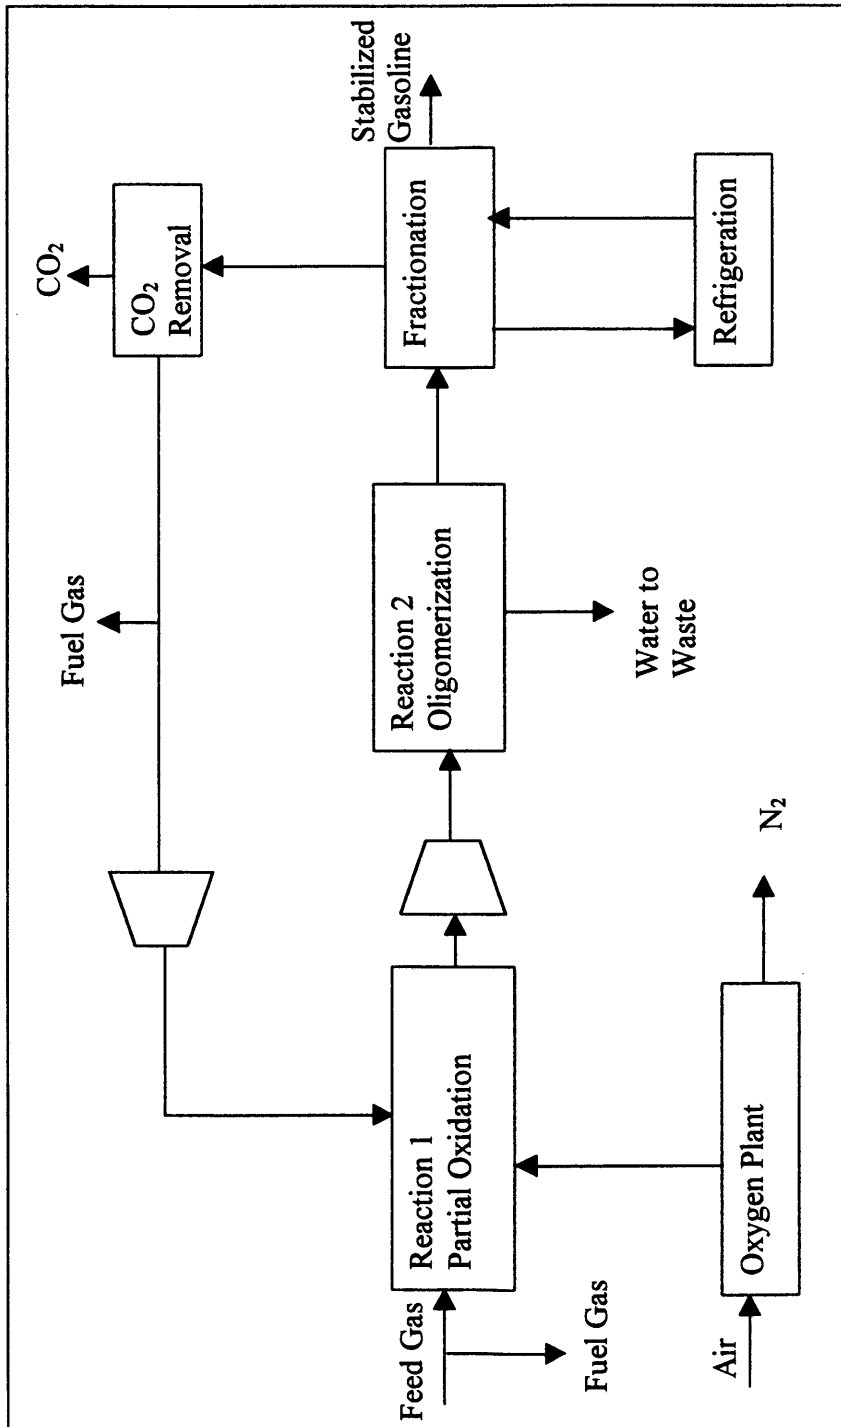 Feed Gas
Fuel Gas
Air
Oxygen Plant
N₂
Reaction 1
Partial Oxidation
Reaction 2
Oligomerization
Water to
Waste
Fractionation
Refrigeration
Stabilized
Gasoline
CO₂
Removal
CO₂
Fuel Gas